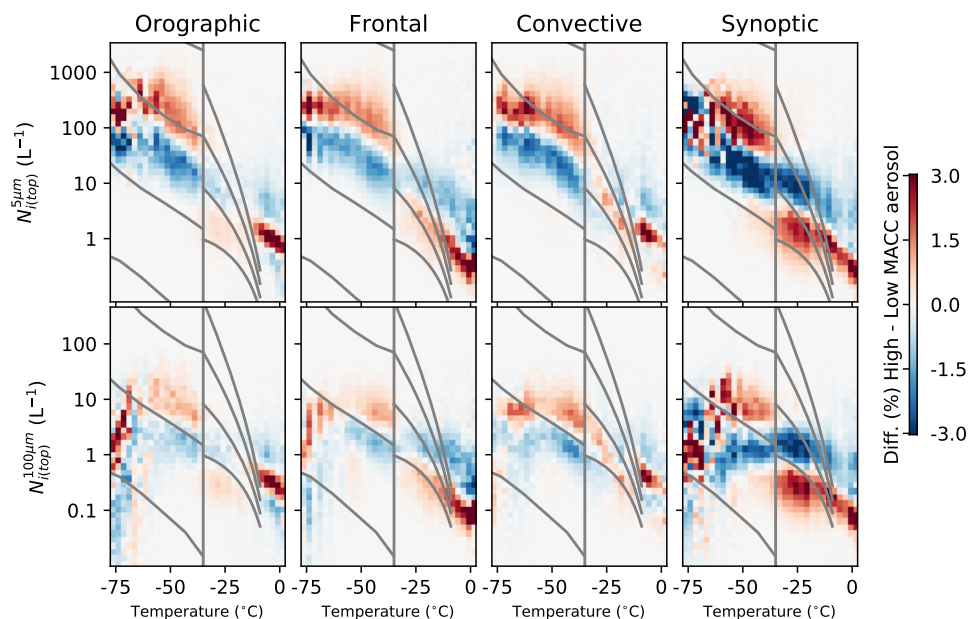 Orographic Frontal Convective Synoptic
1000
100
10
1
N_{i(top)}^{5μm} (L^{−1})
100
10
1
0.1
N_{i(top)}^{100μm} (L^{−1})
-75 -50 -25 0 -75 -50 -25 0 -75 -50 -25 0 -75 -50 -25 0
Temperature (°C) Temperature (°C) Temperature (°C) Temperature (°C)
3.0
1.5
0.0
-1.5
-3.0
Diff. (%) High - Low MACC aerosol